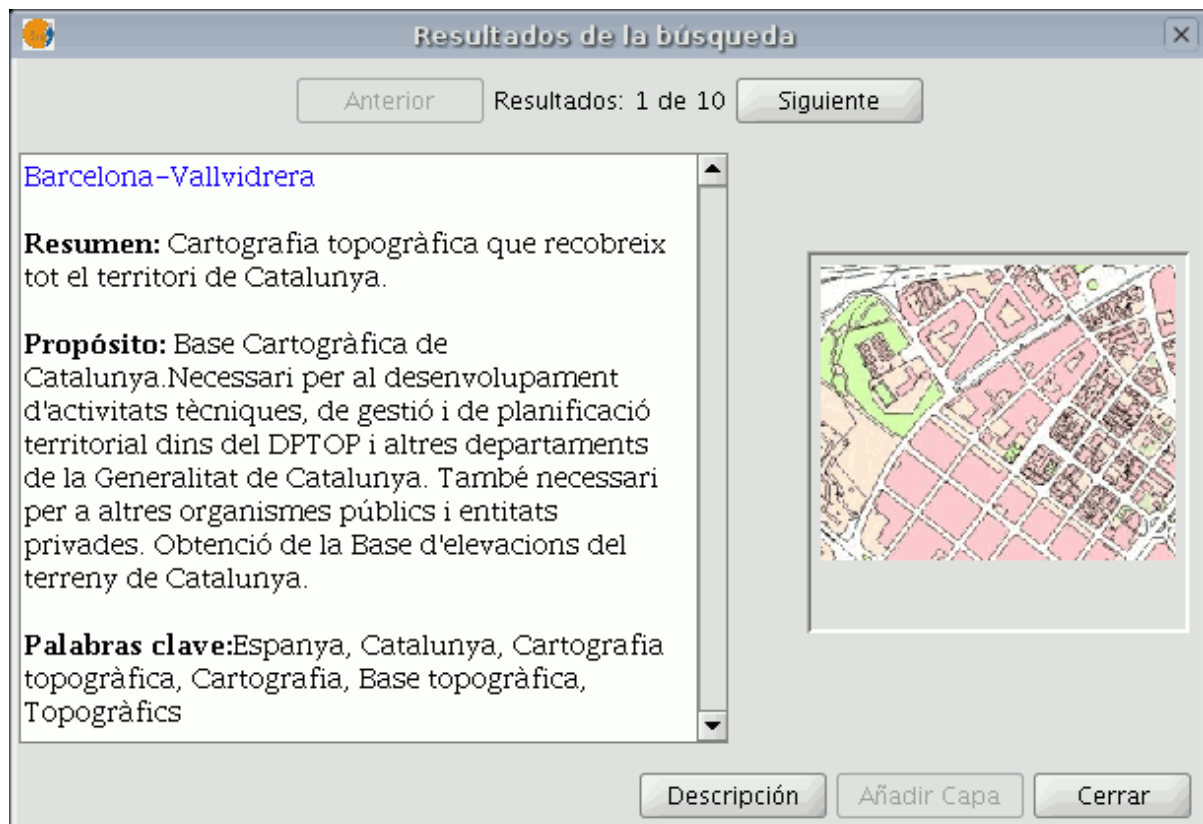 Resultados de la búsqueda
Anterior Resultados: 1 de 10 Siguiente
Barcelona-Vallvidrera
Resumen: Cartografia topogràfica que recobreix
tot el territori de Catalunya.
Propósito: Base Cartogràfica de
Catalunya.Necessari per al desenvolupament
d'activitats tècniques, de gestió i de planificació
territorial dins del DPTOP i altres departaments
de la Generalitat de Catalunya. També necessari
per a altres organismes públics i entitats
privades. Obtenció de la Base d'elevacions del
terreny de Catalunya.
Palabras clave:Espanya, Catalunya, Cartografia
topogràfica, Cartografia, Base topogràfica,
Topogràfics
Descripción Añadir Capa Cerrar